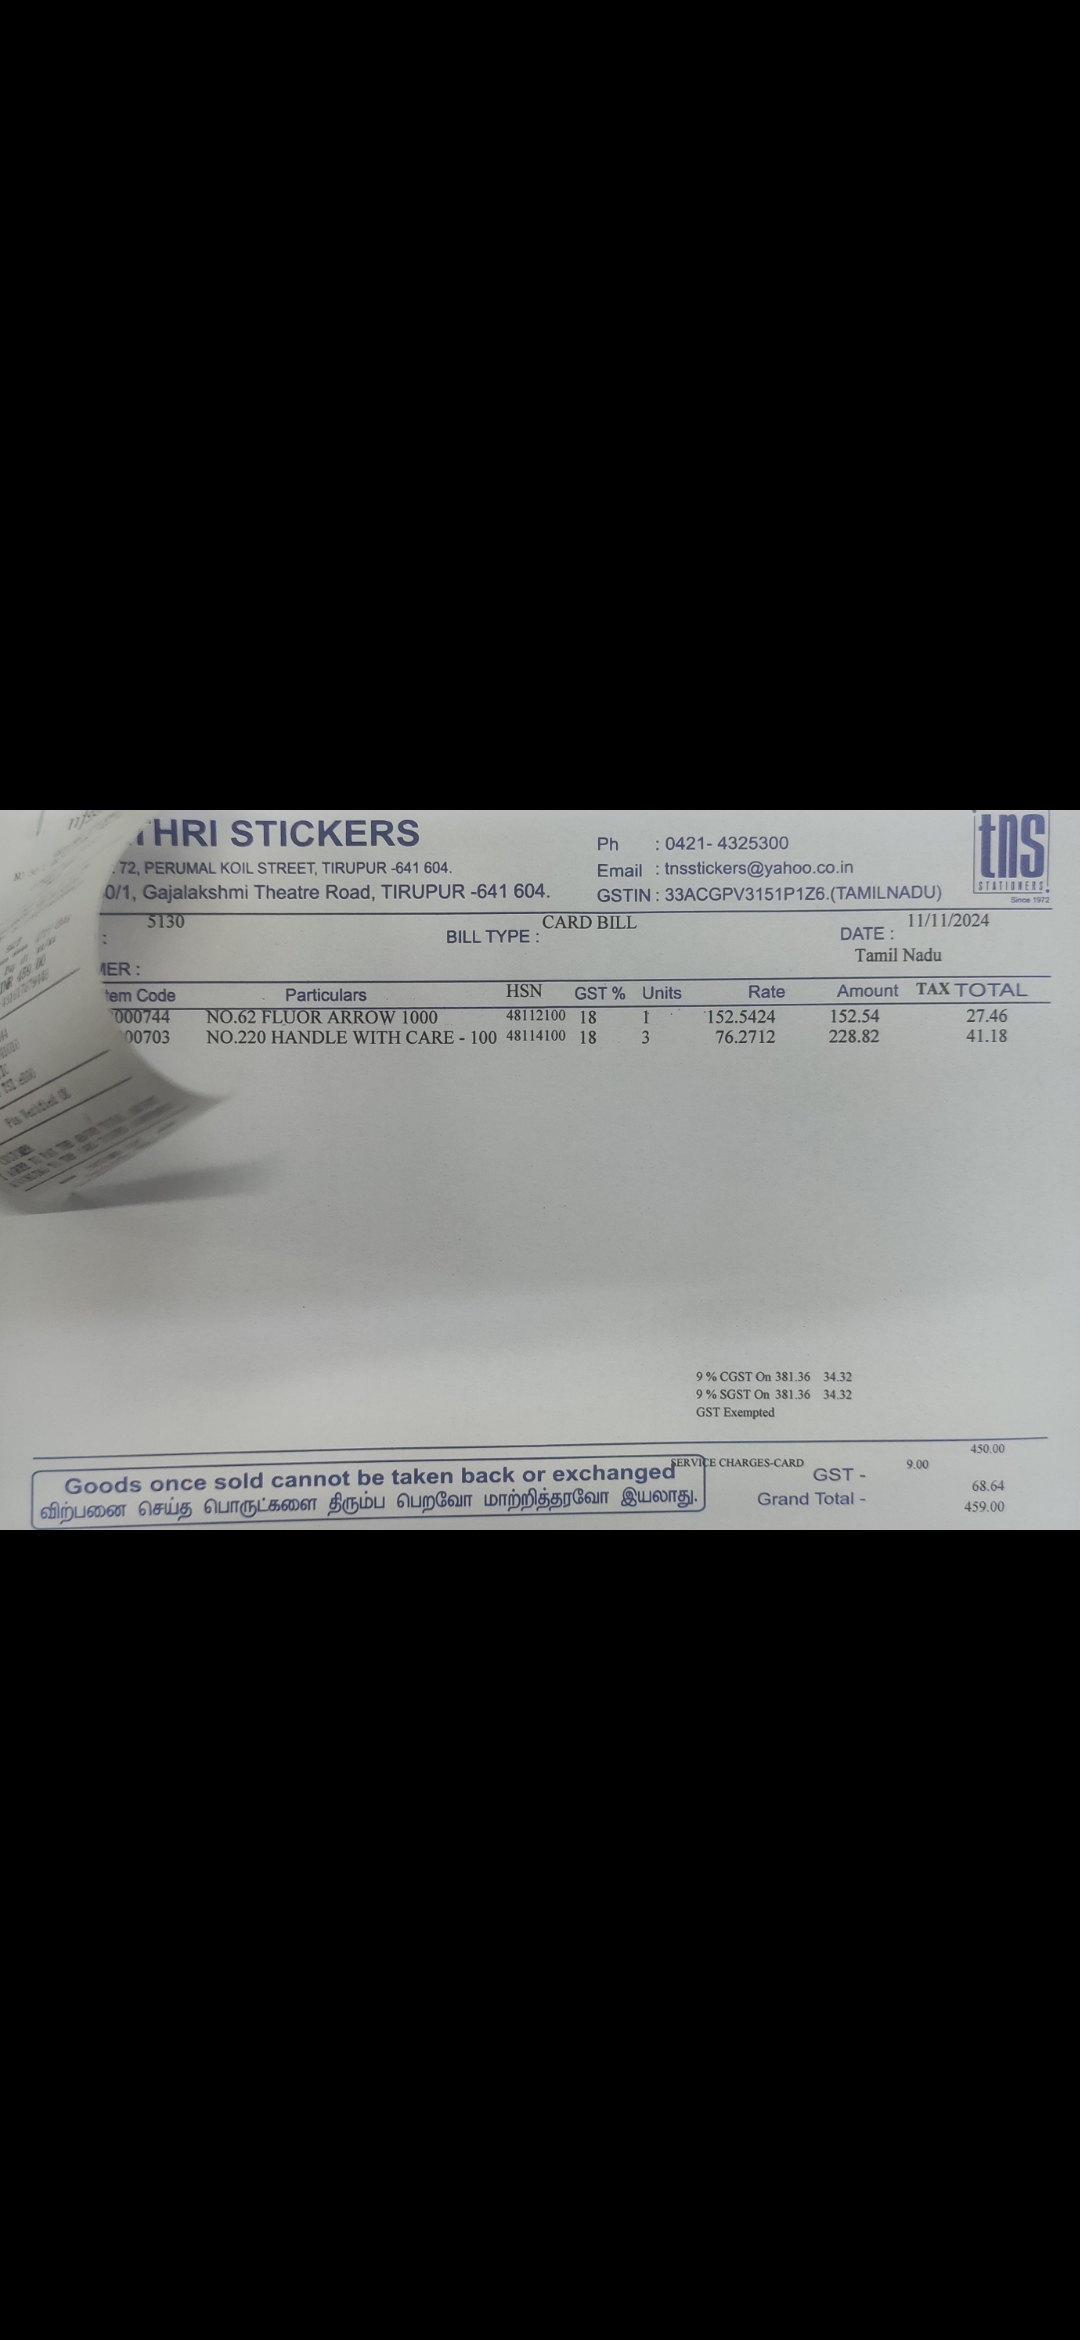 THRI STICKERS
72, PERUMAL KOIL STREET, TIRUPUR -641 604.
0/1, Gajalakshmi Theatre Road, TIRUPUR -641 604.
Ph : 0421- 4325300
Email : tnsstickers@yahoo.co.in
GSTIN : 33ACGPV3151P1Z6.(TAMILNADU)
tns
STATIONERS
Since 1972
: 5130 BILL TYPE : CARD BILL DATE : 11/11/2024
MER : Tamil Nadu
tem Code Particulars HSN GST % Units Rate Amount TAX TOTAL
000744 NO.62 FLUOR ARROW 1000 48112100 18 1 152.5424 152.54 27.46
00703 NO.220 HANDLE WITH CARE - 100 48114100 18 3 76.2712 228.82 41.18
Pin Verified OK
9 % CGST On 381.36 34.32
9 % SGST On 381.36 34.32
GST Exempted
450.00
SERVICE CHARGES-CARD 9.00
GST - 68.64
Grand Total - 459.00
Goods once sold cannot be taken back or exchanged
விற்பனை செய்த பொருட்களை திரும்ப பெறவோ மாற்றித்தரவோ இயலாது.